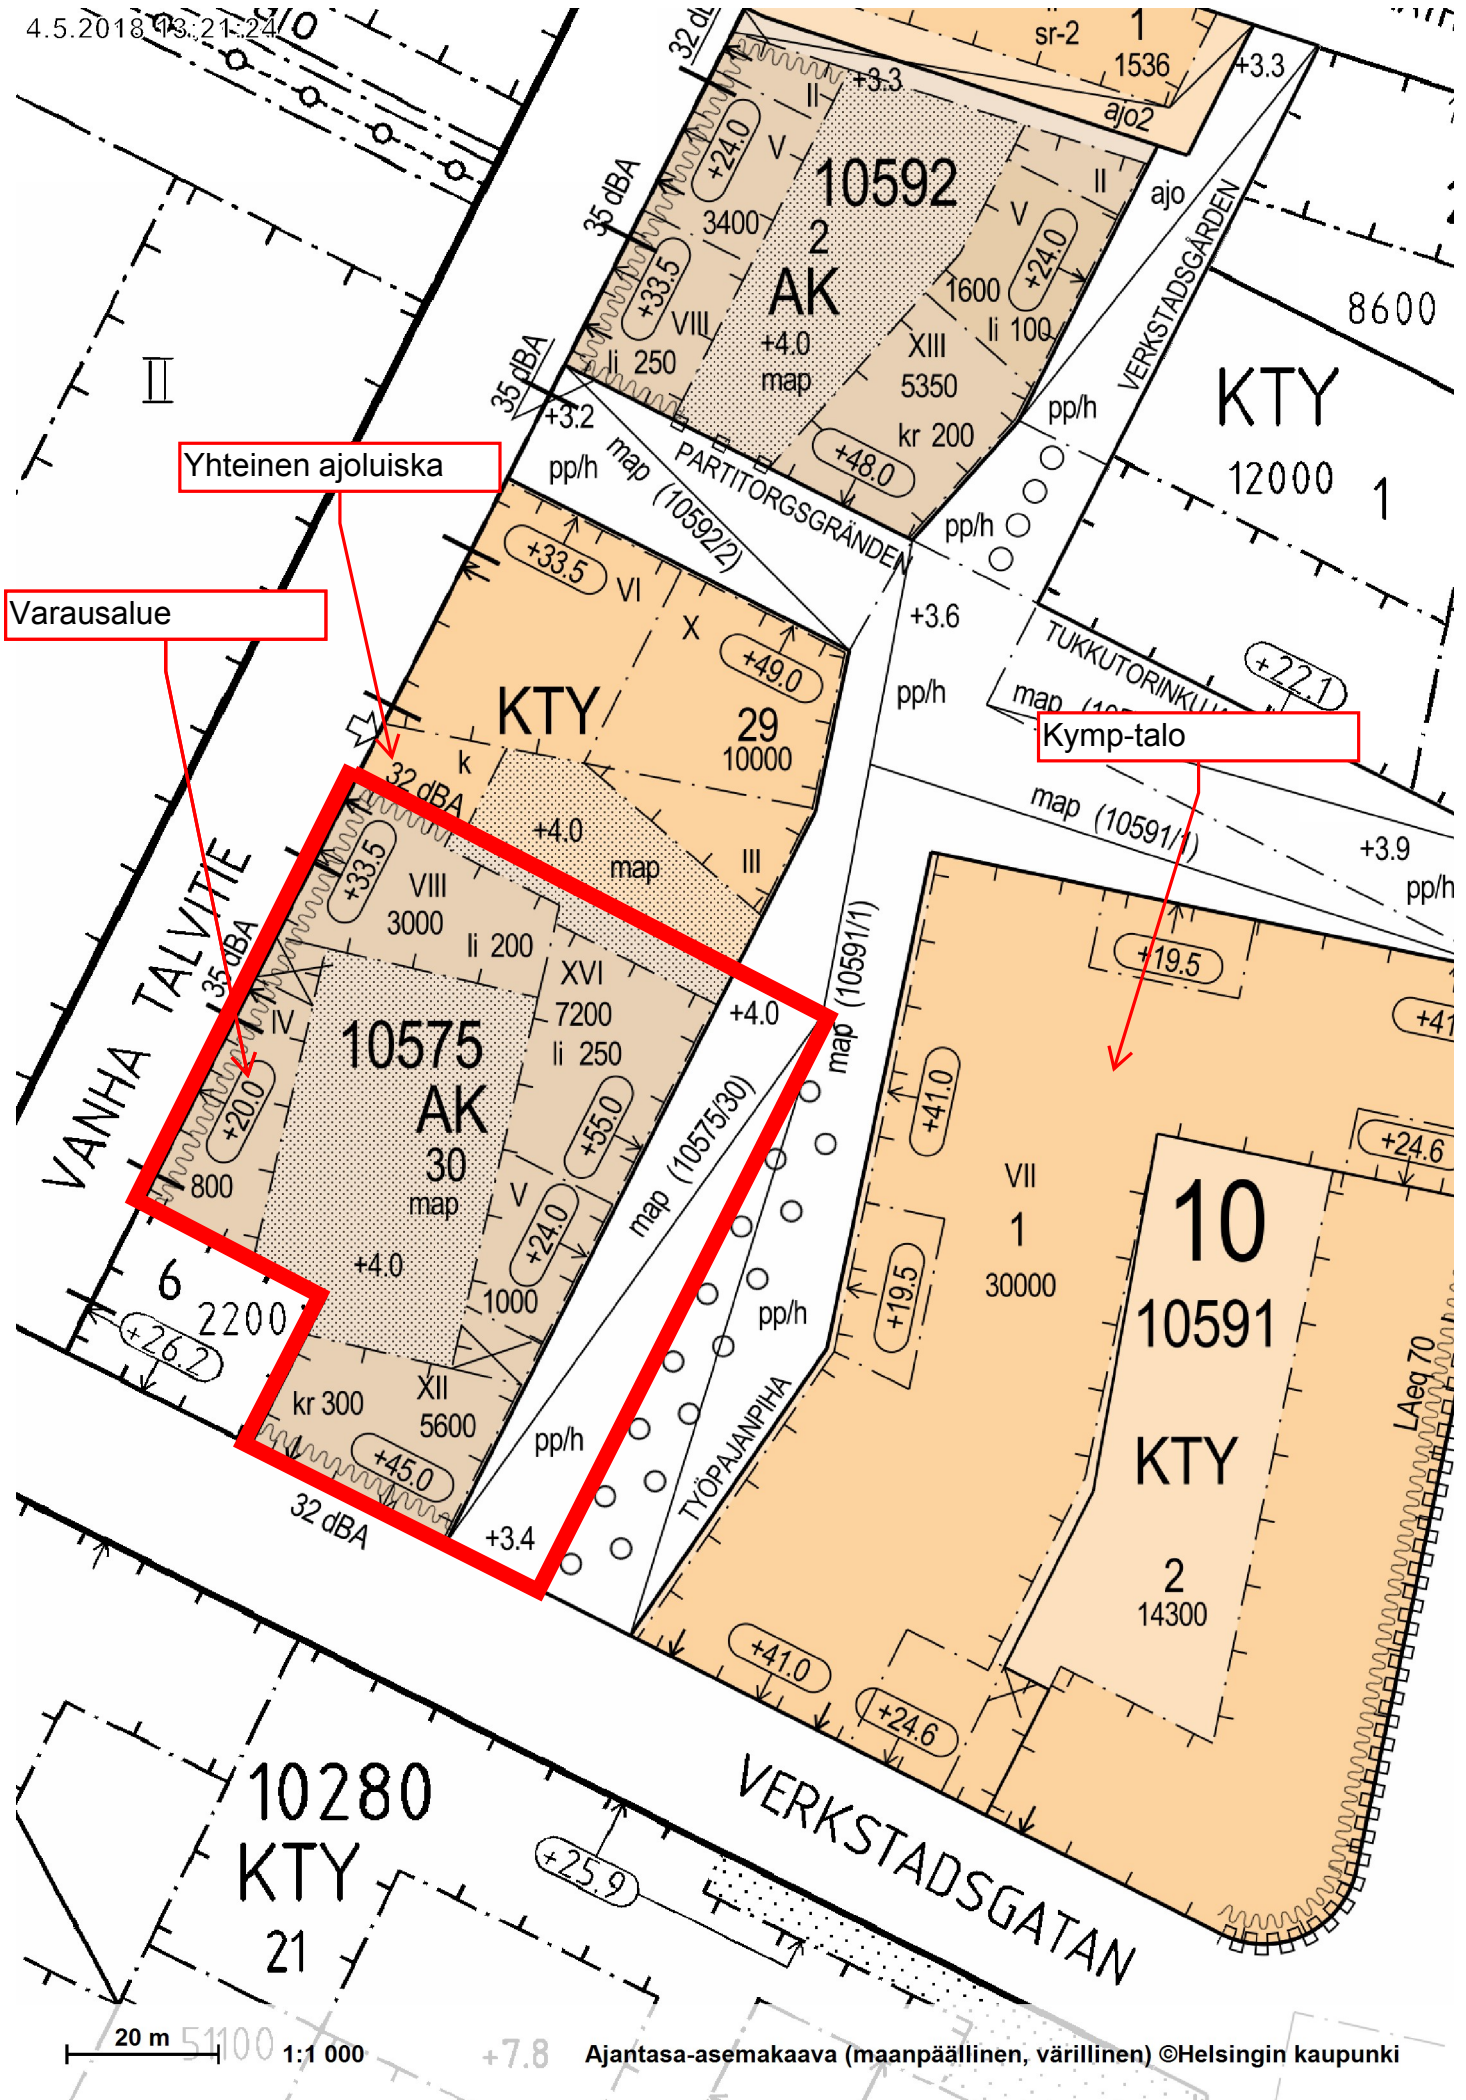 4.5.2018 13:21:24
32 dBA
sr-2
1
1536
+3.3
+3.3
ajo2
II
+24.0
V
10592
II
V
ajo
VERKSTADSGÅRDEN
35 dBA
3400
2
+24.0
+33.5
AK
1600
VIII
li 100
8600
+4.0
XIII
II
35 dBA
li 250
map
5350
KTY
+3.2
pp/h
kr 200
12000
1
pp/h
map (10592/2)
PARTITORGSGRÄNDEN
+48.0
pp/h
Yhteinen ajoluiska
+33.5
VI
X
+3.6
Varausalue
TUKKUTORINKUJA
+49.0
+22.1
pp/h
KTY
29
10000
Kymp-talo
k
32 dBA
map (10591/1)
+4.0
+3.9
map
III
pp/h
+33.5
VIII
3000
li 200
map (10591/1)
+19.5
VANHA TALVITIE
35 dBA
XVI
7200
li 250
+4.0
+41
IV
10575
AK
30
map
+20.0
+55.0
+41.0
+24.6
map (10575/30)
VII
1
30000
10
10591
800
V
+24.0
+4.0
6
2200
1000
pp/h
+19.5
+26.2
LAeq 70
kr 300
XII
5600
TYÖPAJANPIHA
KTY
pp/h
+45.0
32 dBA
+3.4
2
14300
+41.0
+24.6
10280
KTY
21
VERKSTADSGATAN
+25.9
20 m
51100
1:1 000
+7.8
Ajantasa-asemakaava (maanpäällinen, värillinen) ©Helsingin kaupunki